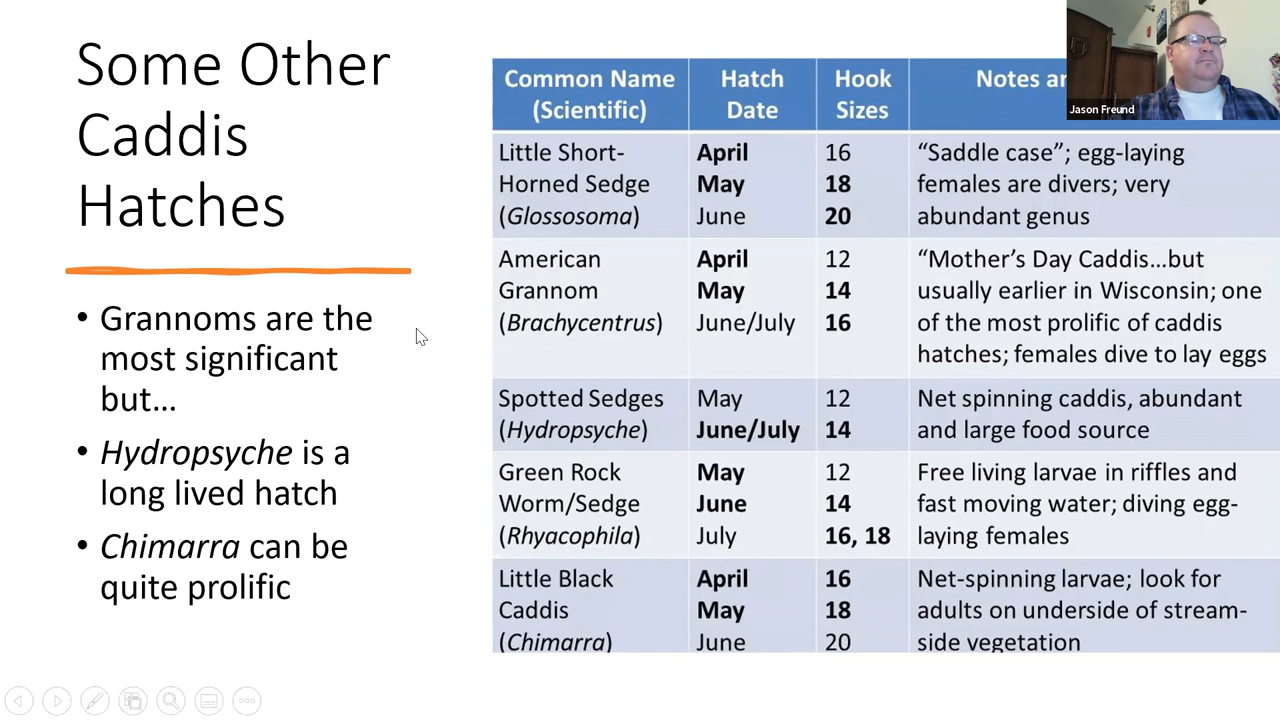 Some Other
Caddis
Hatches
• Grannoms are the
most significant
but…
• Hydropsyche is a
long lived hatch
• Chimarra can be
quite prolific
Common Name
(Scientific)
Hatch
Date
Hook
Sizes
Notes
Little Short-
Horned Sedge
(Glossosoma)
April
May
June
16
18
20
“Saddle case”; egg-laying
females are divers; very
abundant genus
American
Grannom
(Brachycentrus)
April
May
June/July
12
14
16
“Mother’s Day Caddis…but
usually earlier in Wisconsin; one
of the most prolific of caddis
hatches; females dive to lay eggs
Spotted Sedges
(Hydropsyche)
May
June/July
12
14
Net spinning caddis, abundant
and large food source
Green Rock
Worm/Sedge
(Rhyacophila)
May
June
July
12
14
16, 18
Free living larvae in riffles and
fast moving water; diving egg-
laying females
Little Black
Caddis
(Chimarra)
April
May
June
16
18
20
Net-spinning larvae; look for
adults on underside of stream-
side vegetation
Jason Freund